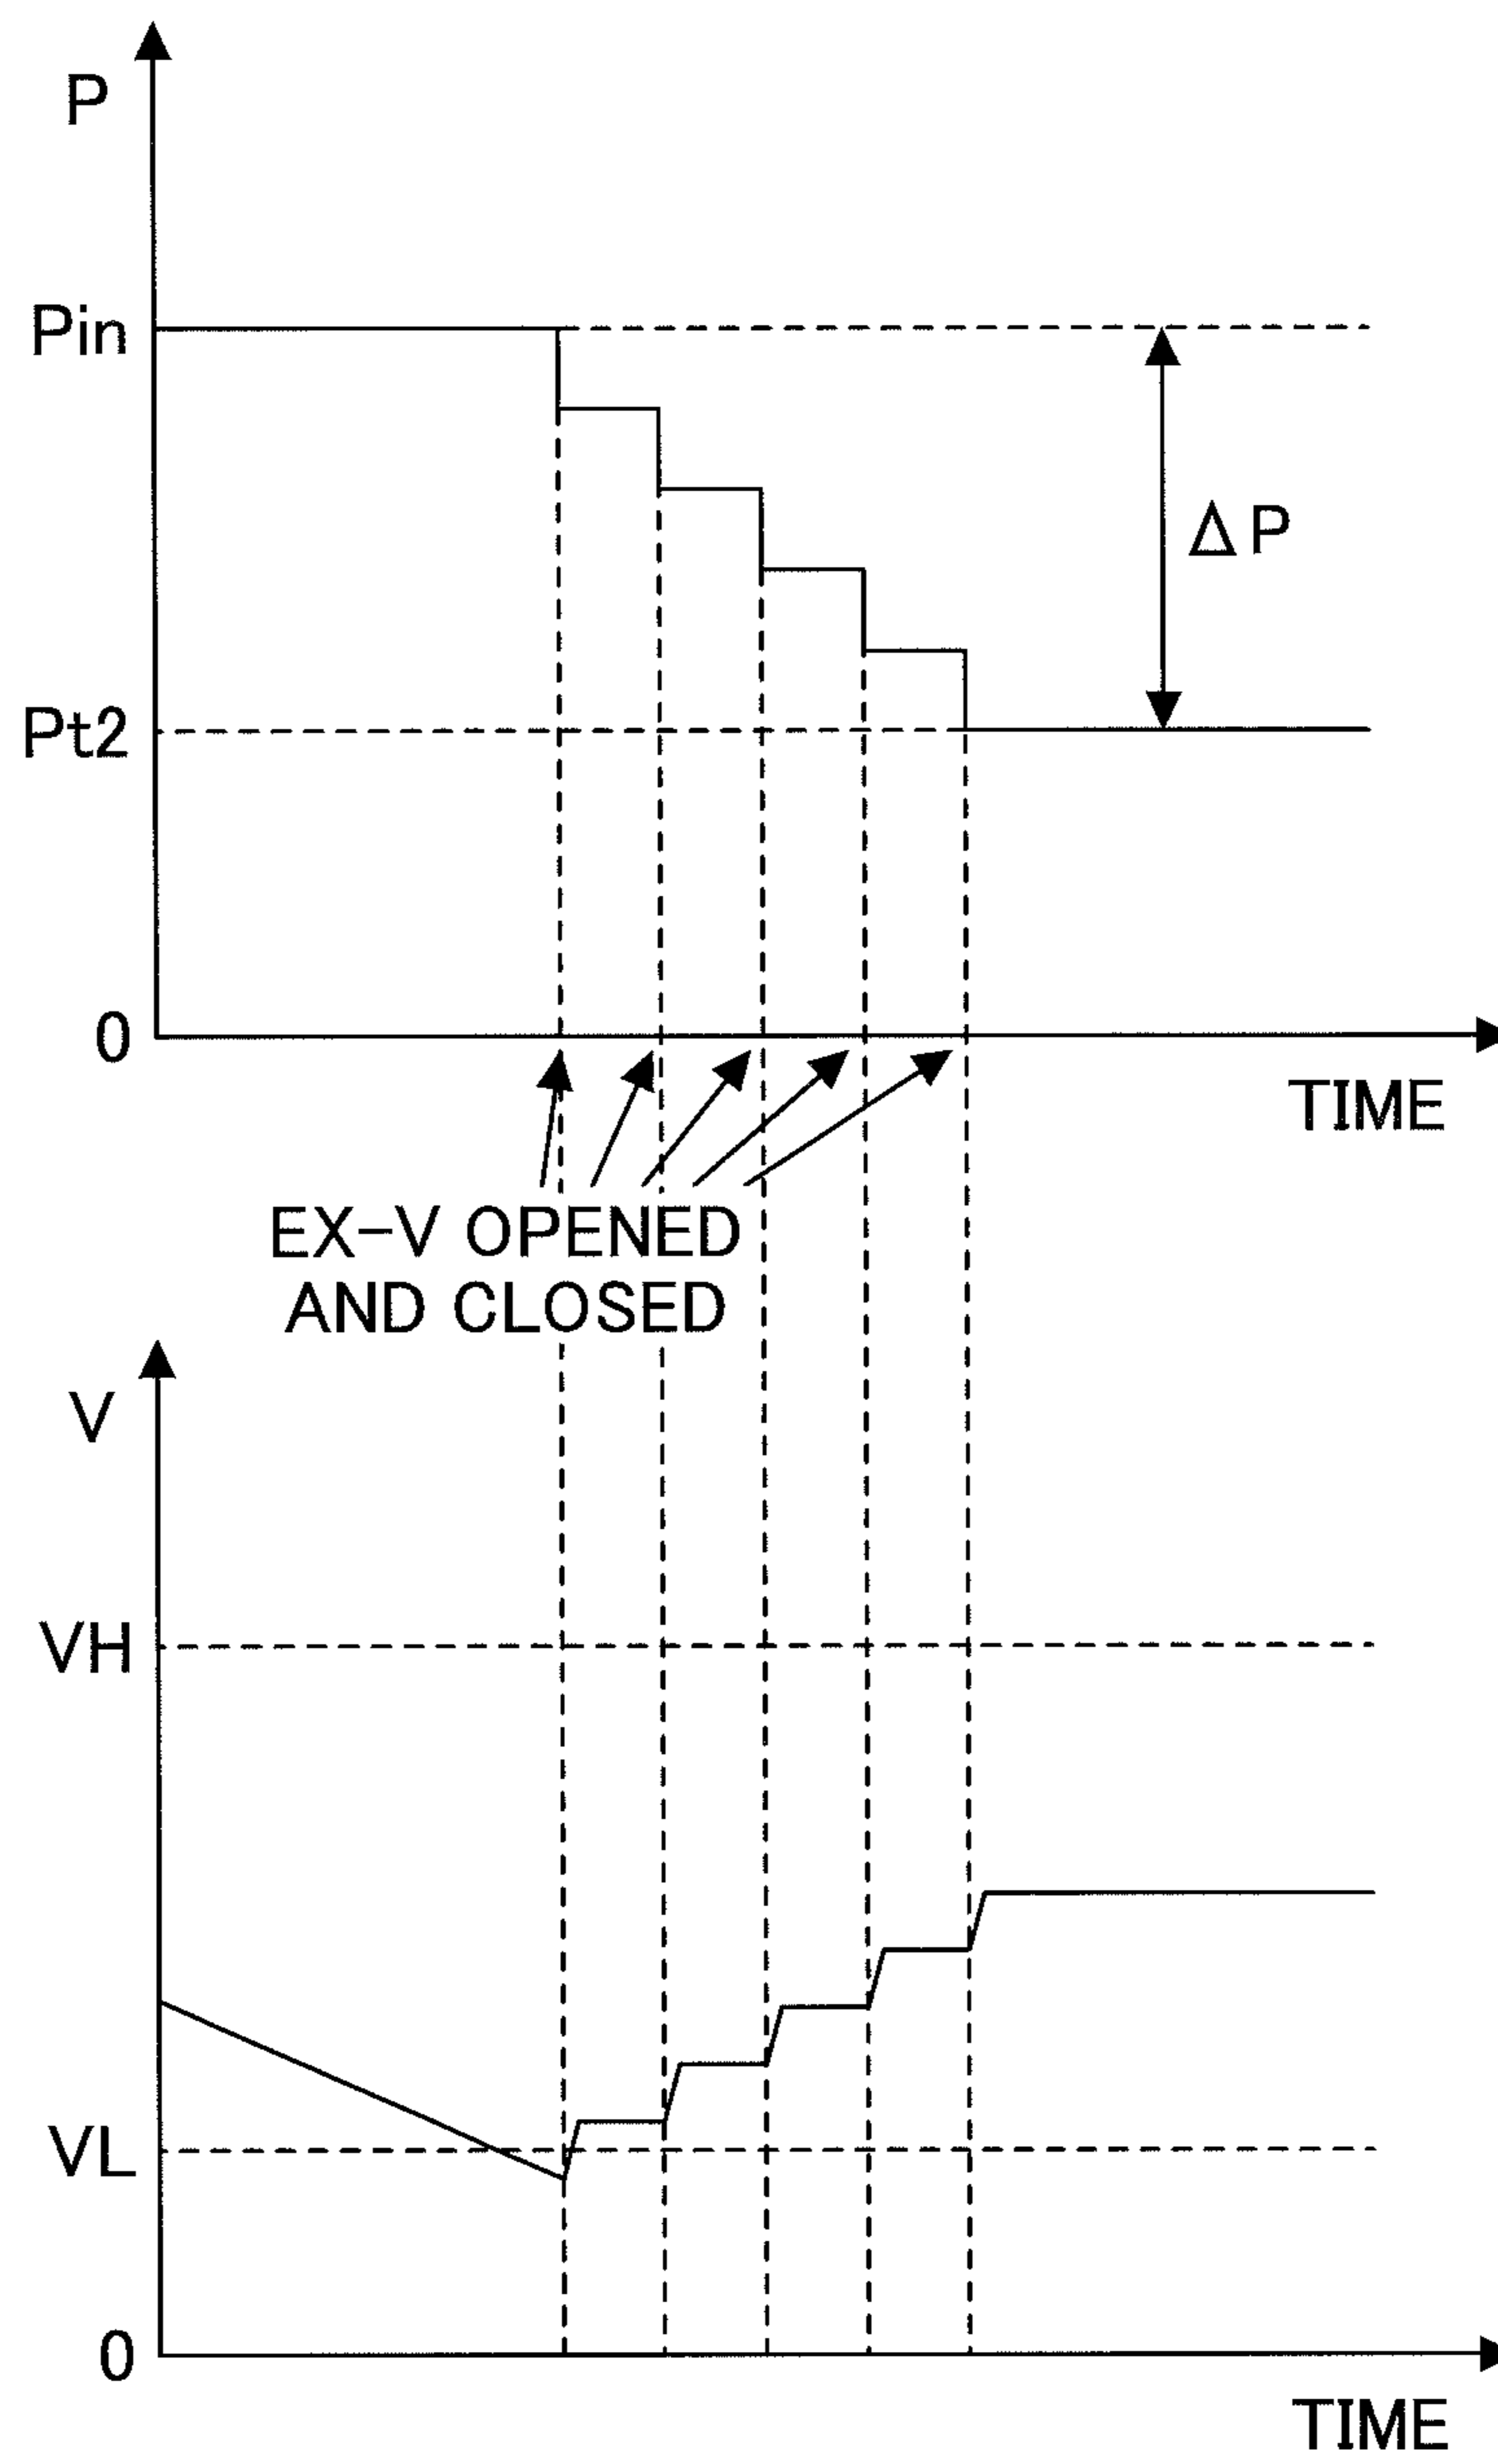 P
Pin
ΔP
Pt2
0
TIME
EX-V OPENED
AND CLOSED
V
VH
VL
0
TIME